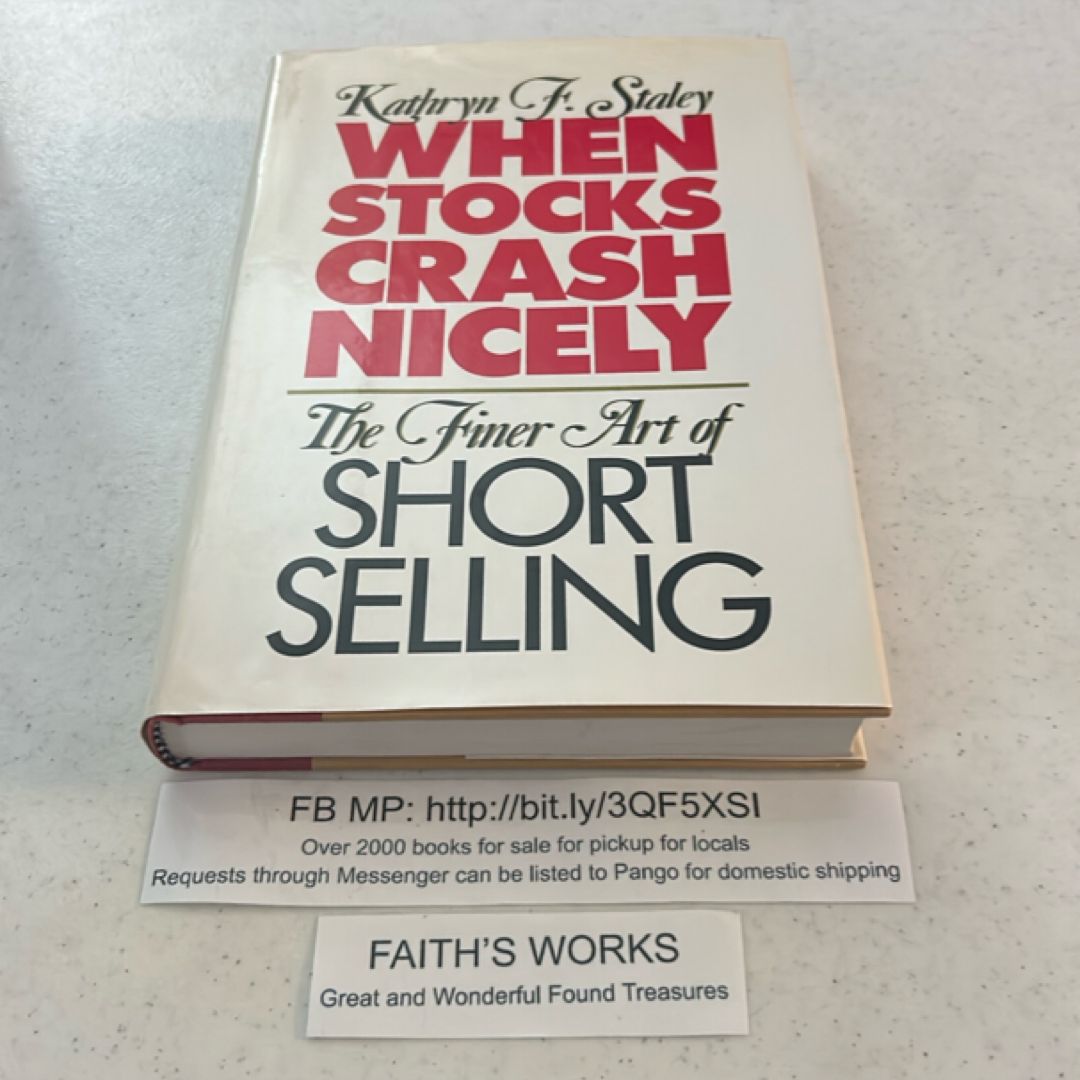 Kathryn F. Staley
WHEN
STOCKS
CRASH
NICELY
The Finer Art of
SHORT
SELLING
FB MP: http://bit.ly/3QF5XSI
Over 2000 books for sale for pickup for locals
Requests through Messenger can be listed to Pango for domestic shipping
FAITH'S WORKS
Great and Wonderful Found Treasures